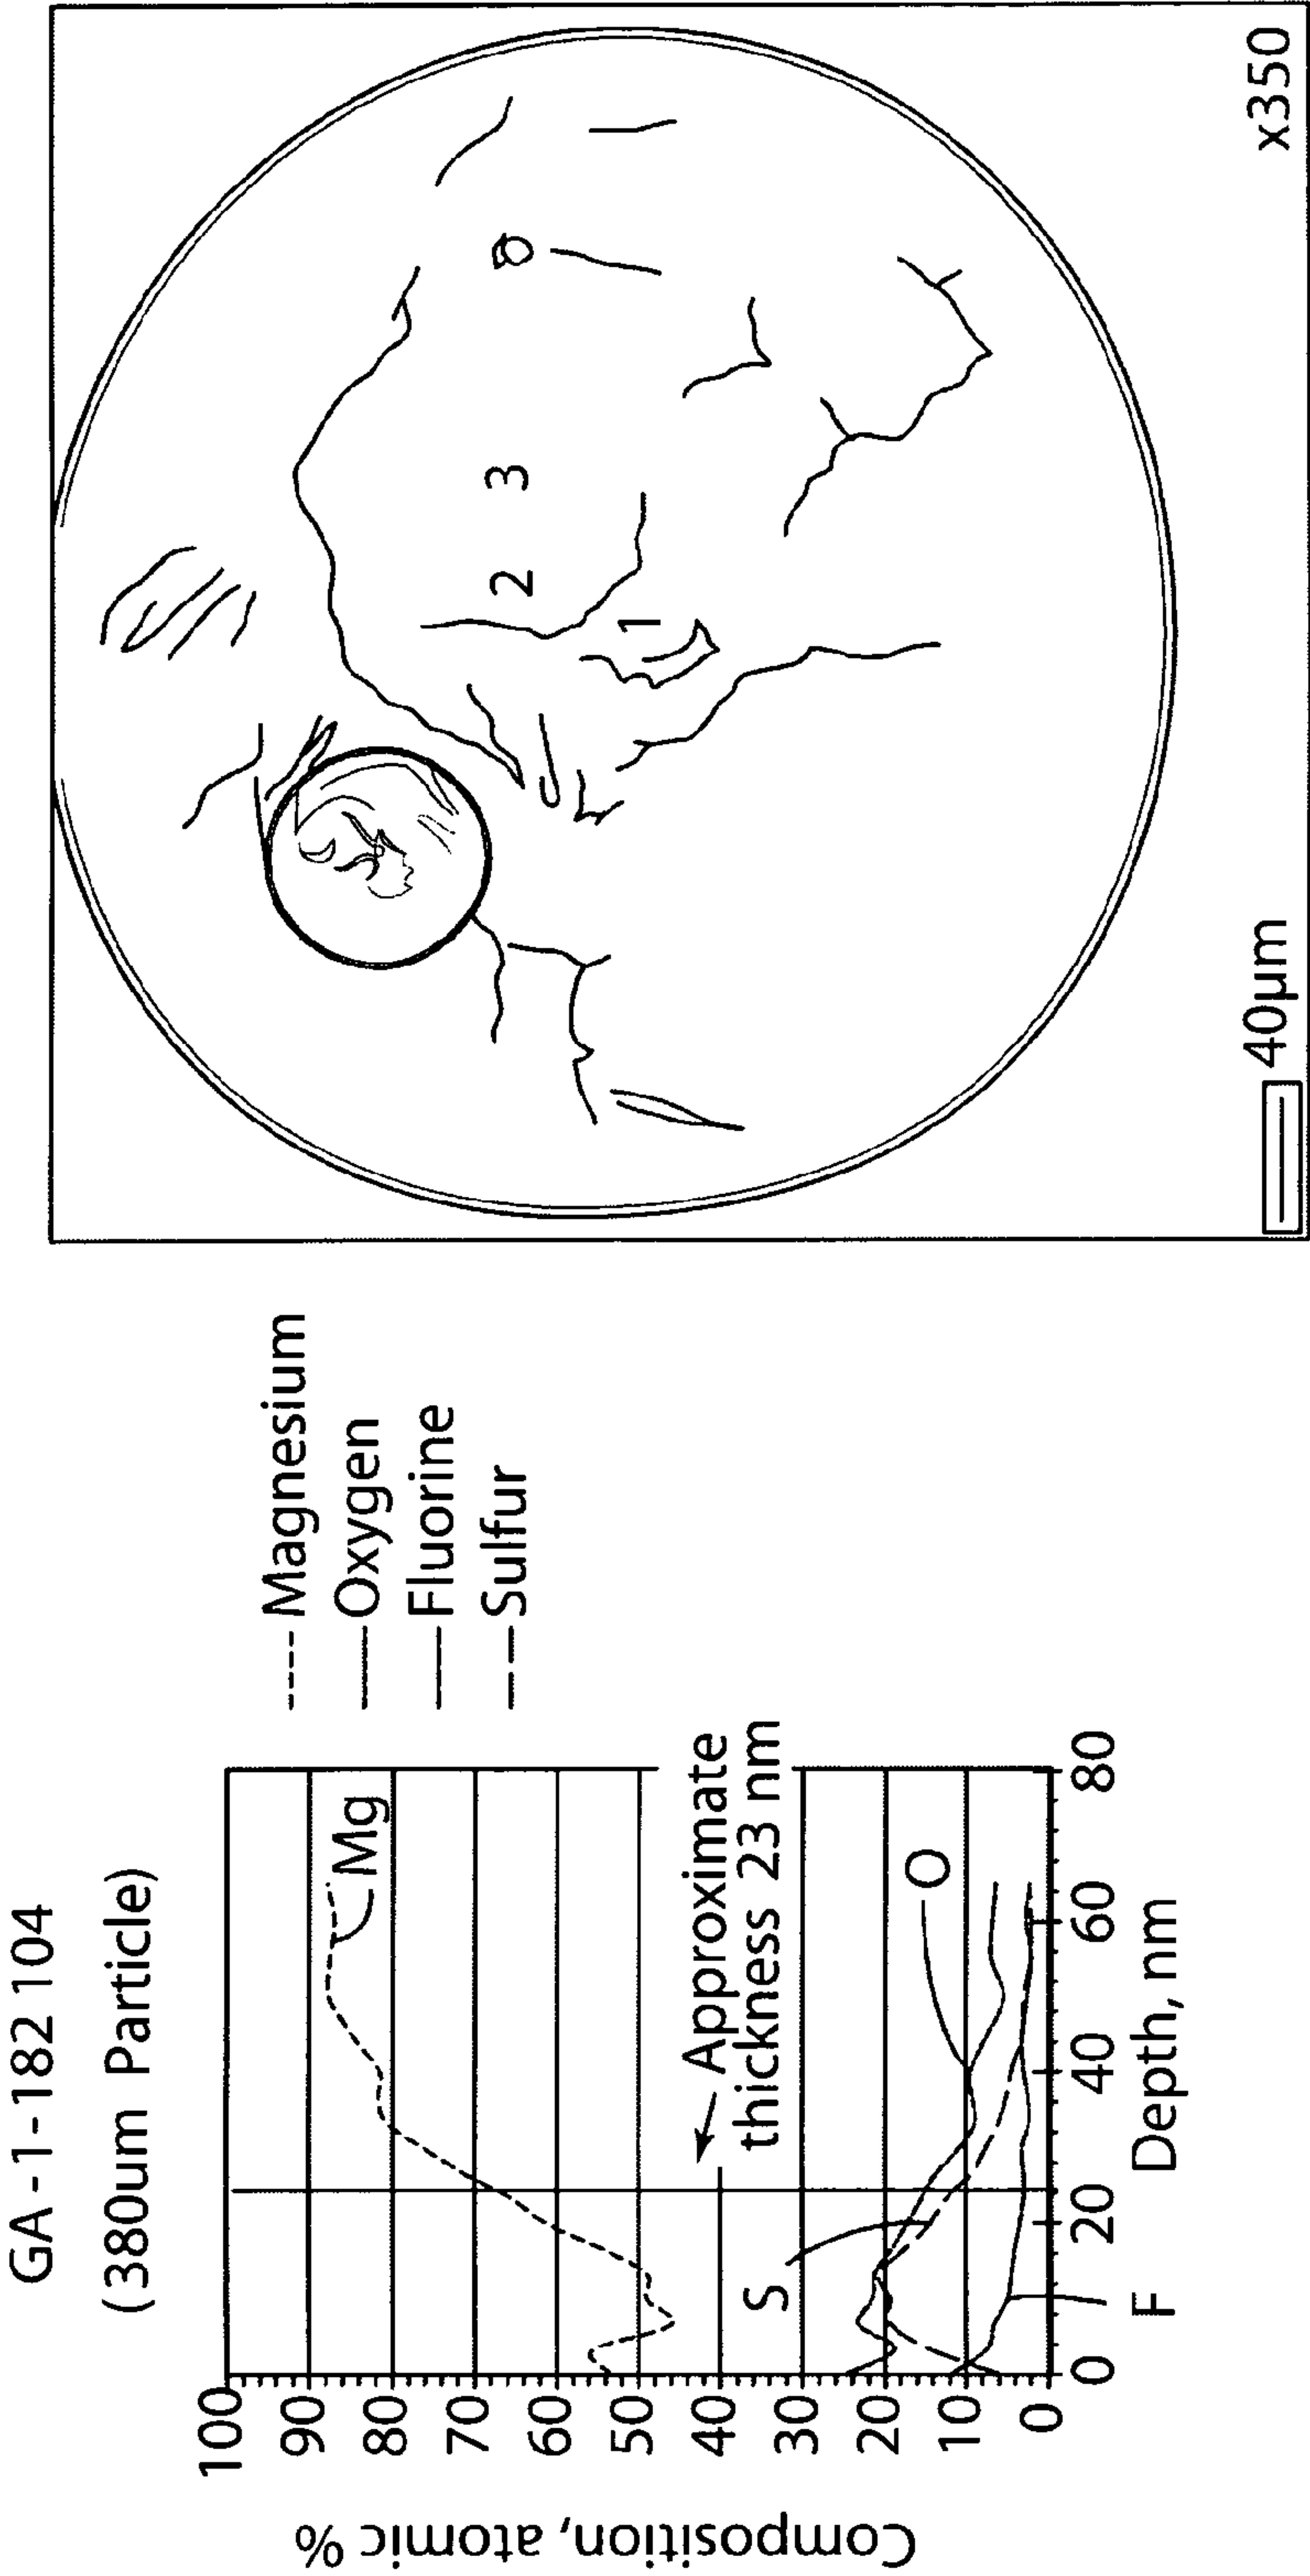 GA -1-182 104
(380um Particle)
Composition, atomic %
100
90
80
70
60
50
40
30
20
10
0
Mg
Approximate
thickness 23 nm
S
O
F
0
20
40
60
80
Depth, nm
Magnesium
Oxygen
Fluorine
Sulfur
1
2
3
40µm
x350